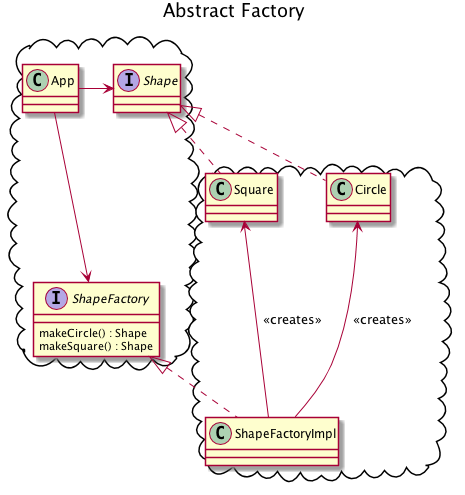 Abstract Factory
C App
I Shape
C Square
C Circle
I ShapeFactory
makeCircle() : Shape
makeSquare() : Shape
«creates»
«creates»
C ShapeFactoryImpl